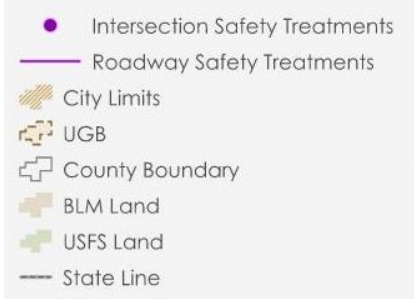 Intersection Safety Treatments
Roadway Safety Treatments
City Limits
UGB
County Boundary
BLM Land
USFS Land
State Line